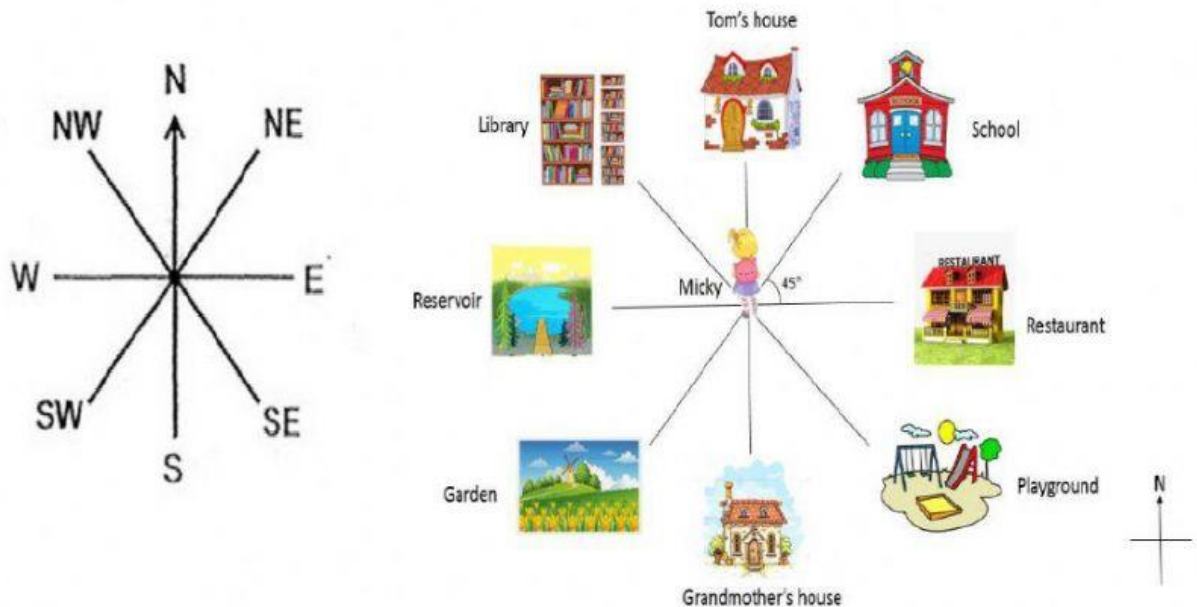 N
NW
NE
W
E
SW
SE
S
Tom's house
Library
SCHOOL
School
Reservoir
Micky
45°
RESTAURANT
Restaurant
Garden
Playground
Grandmother's house
N